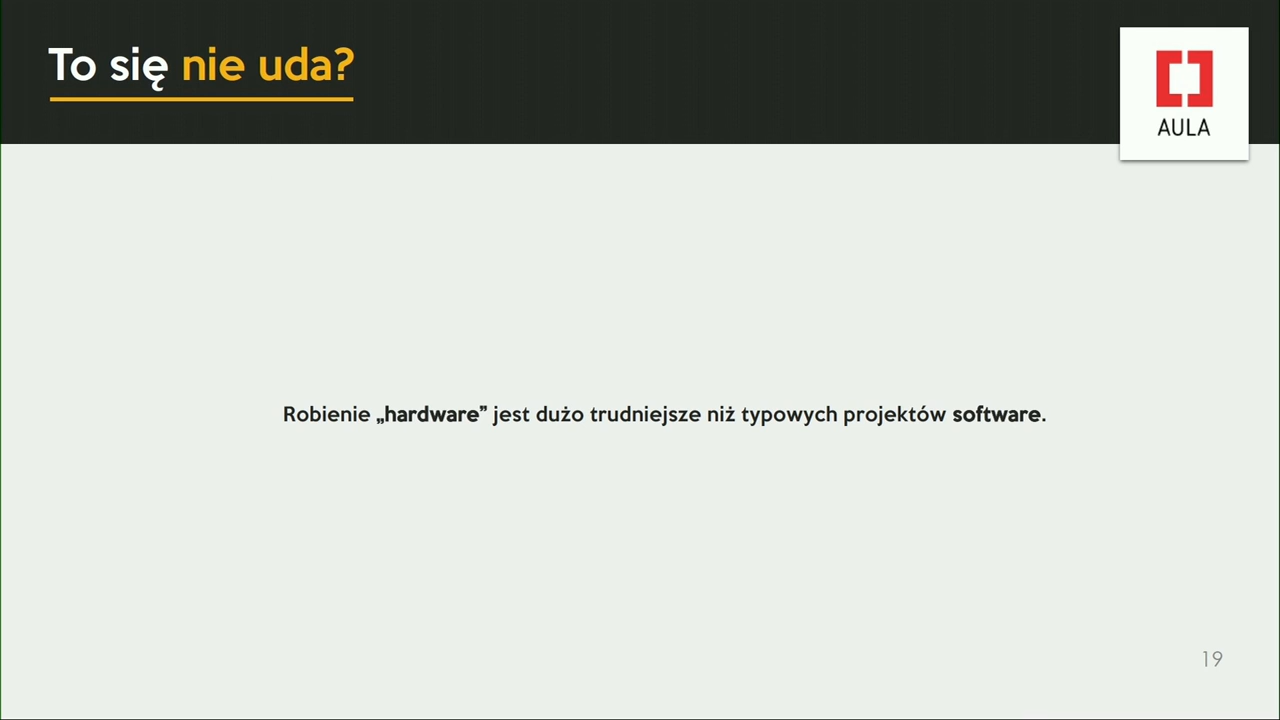 To się nie uda?
AULA
Robienie „hardware” jest dużo trudniejsze niż typowych projektów software.
19